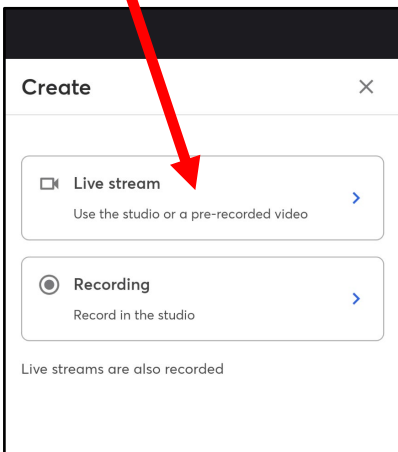 Create
Live stream
Use the studio or a pre-recorded video
Recording
Record in the studio
Live streams are also recorded